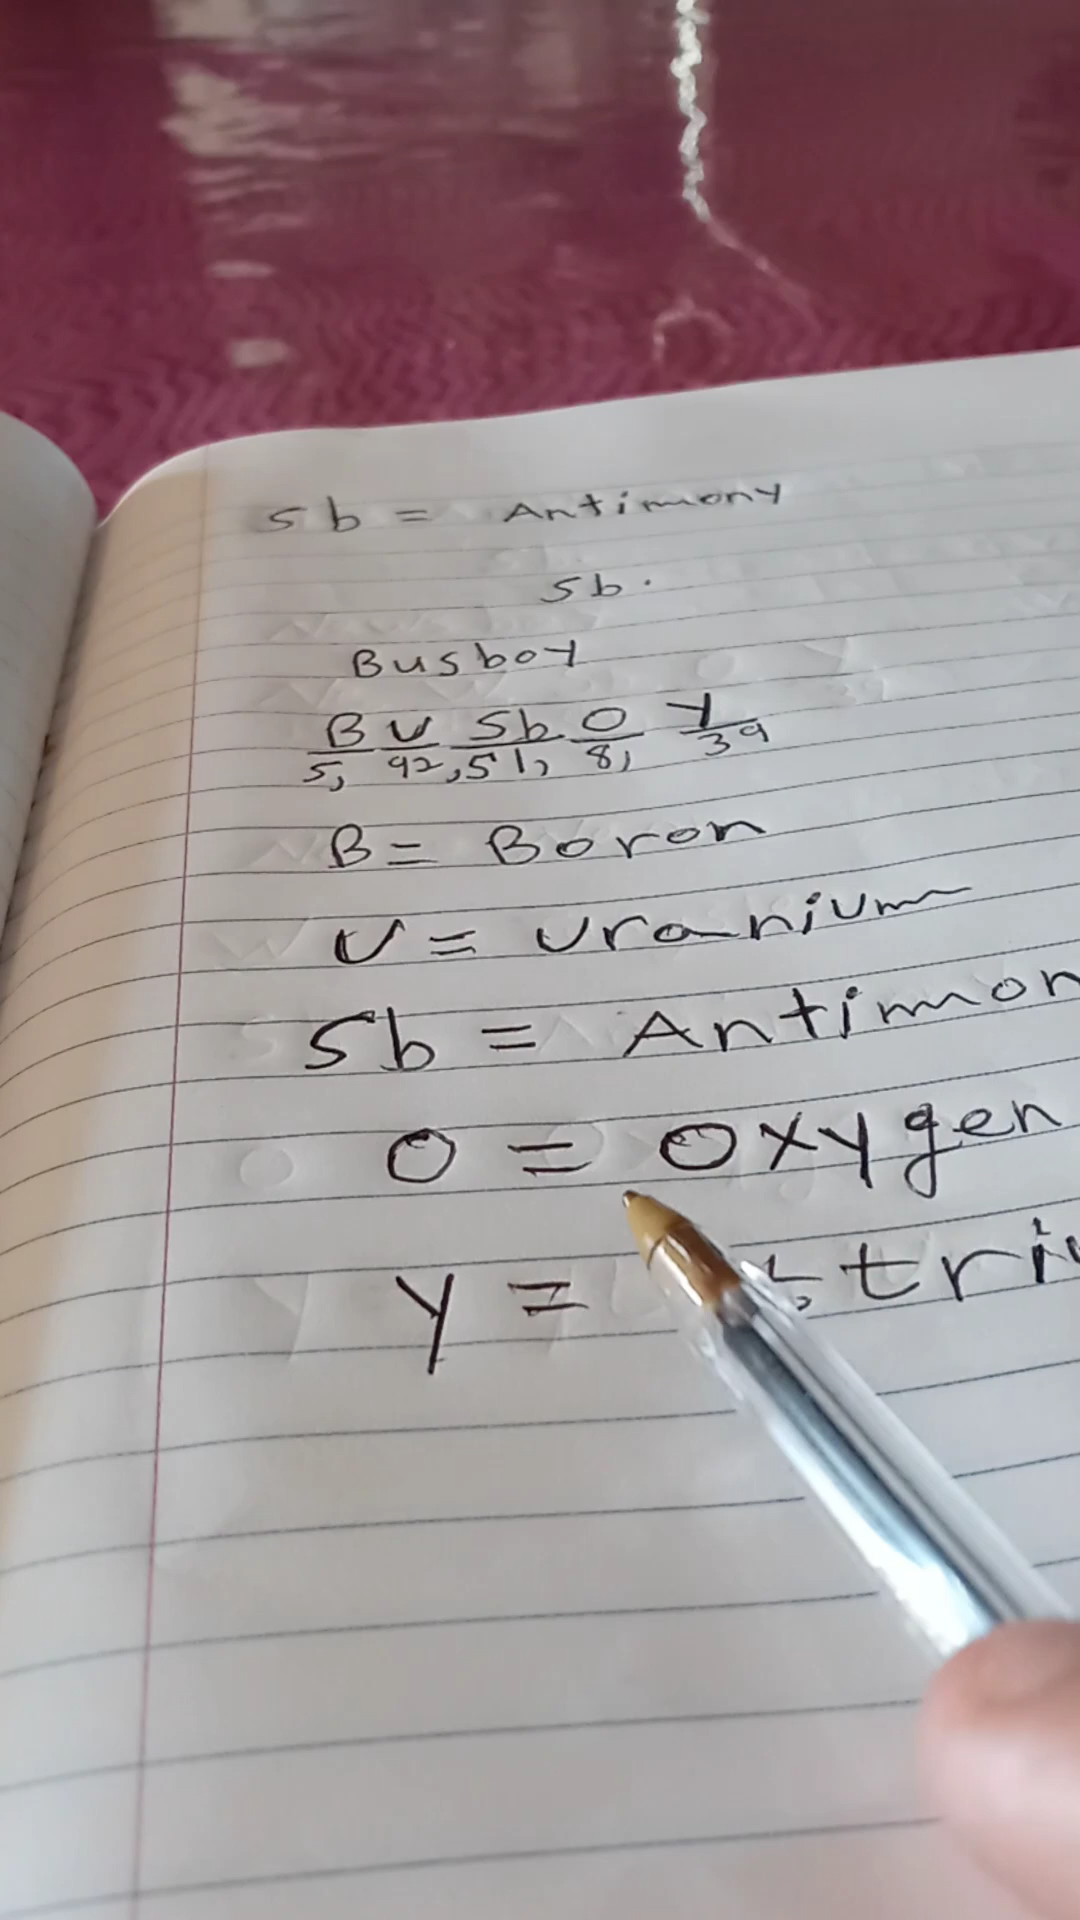 Sb = Antimony
Sb.
Busboy
B U Sb O Y
5, 92, 51, 8, 39
B = Boron
U = Uranium
Sb = Antimon
O = Oxygen
Y =